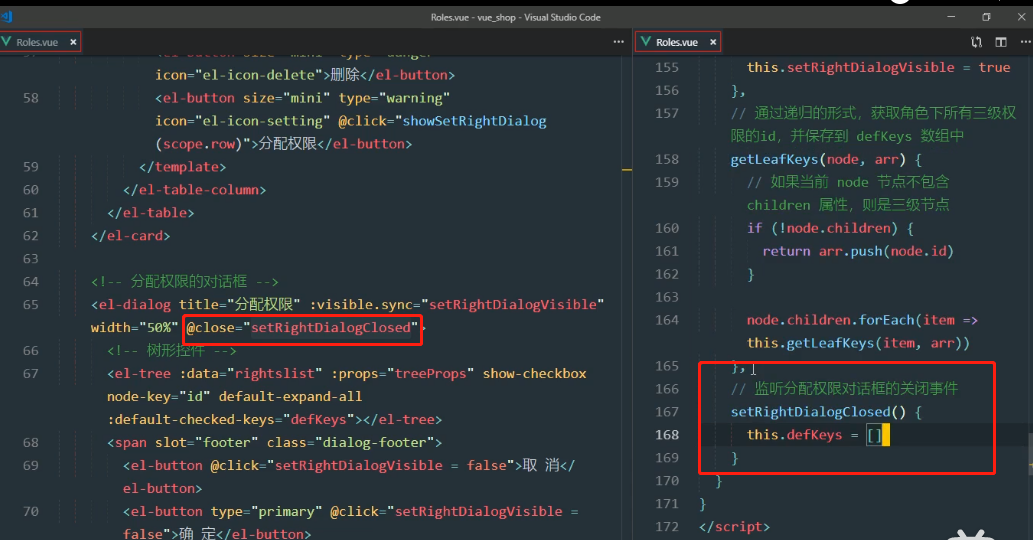 Roles.vue - vue_shop - Visual Studio Code
Roles.vue ×
Roles.vue ×
icon="el-icon-delete">删除</el-button>
58 <el-button size="mini" type="warning"
icon="el-icon-setting" @click="showSetRightDialog
(scope.row)">分配权限</el-button>
59 </template>
60 </el-table-column>
61 </el-table>
62 </el-card>
63
64 <!-- 分配权限的对话框 -->
65 <el-dialog title="分配权限" :visible.sync="setRightDialogVisible"
width="50%" @close="setRightDialogClosed">
66 <!-- 树形控件 -->
67 <el-tree :data="rightslist" :props="treeProps" show-checkbox
node-key="id" default-expand-all
:default-checked-keys="defKeys"></el-tree>
68 <span slot="footer" class="dialog-footer">
69 <el-button @click="setRightDialogVisible = false">取 消</
el-button>
70 <el-button type="primary" @click="setRightDialogVisible =
false">确 定</el-button>
155 this.setRightDialogVisible = true
156 },
157 // 通过递归的形式，获取角色下所有三级权
限的id，并保存到 defKeys 数组中
158 getLeafKeys(node, arr) {
159 // 如果当前 node 节点不包含
children 属性，则是三级节点
160 if (!node.children) {
161 return arr.push(node.id)
162 }
163
164 node.children.forEach(item =>
this.getLeafKeys(item, arr))
165 },
166 // 监听分配权限对话框的关闭事件
167 setRightDialogClosed() {
168 this.defKeys = []
169 }
170 }
171 }
172 </script>